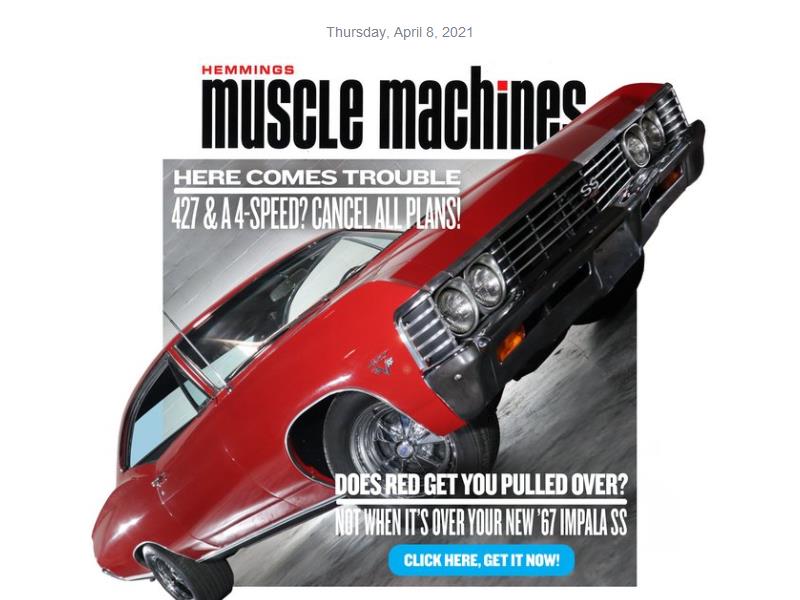 Thursday, April 8, 2021
HEMMINGS
muscle machines
HERE COMES TROUBLE
427 & A 4-SPEED? CANCEL ALL PLANS!
SS
DOES RED GET YOU PULLED OVER?
NOT WHEN IT'S OVER YOUR NEW '67 IMPALA SS
CLICK HERE, GET IT NOW!